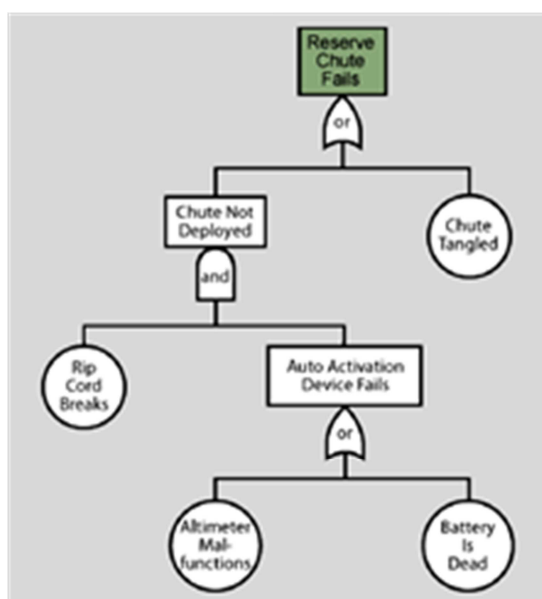 Reserve
Chute
Fails
or
Chute Not
Deployed
Chute
Tangled
and
Rip
Cord
Breaks
Auto Activation
Device Fails
or
Altimeter
Mal-
functions
Battery
Is
Dead